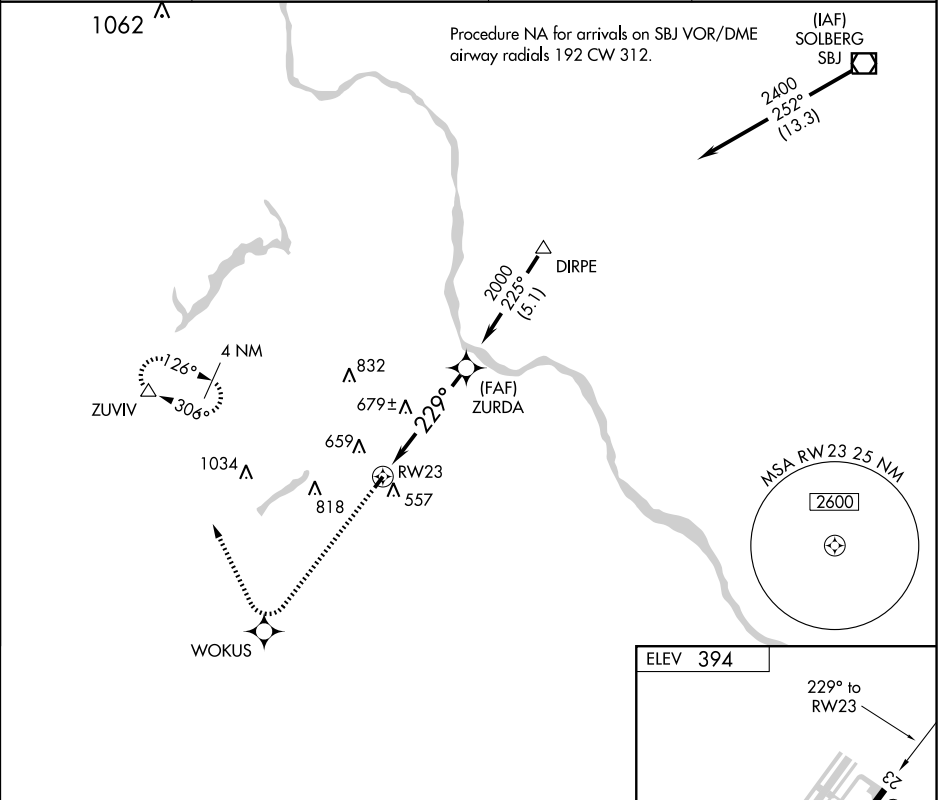 1062
Procedure NA for arrivals on SBJ VOR/DME
airway radials 192 CW 312.
(IAF)
SOLBERG
SBJ
2400
252°
(13.3)
DIRPE
2000
225°
(5.1)
4 NM
126°
306°
ZUVIV
832
679±
(FAF)
ZURDA
229°
659
1034
RW23
557
818
MSA RW23 25 NM
2600
WOKUS
ELEV 394
229° to
RW23
23